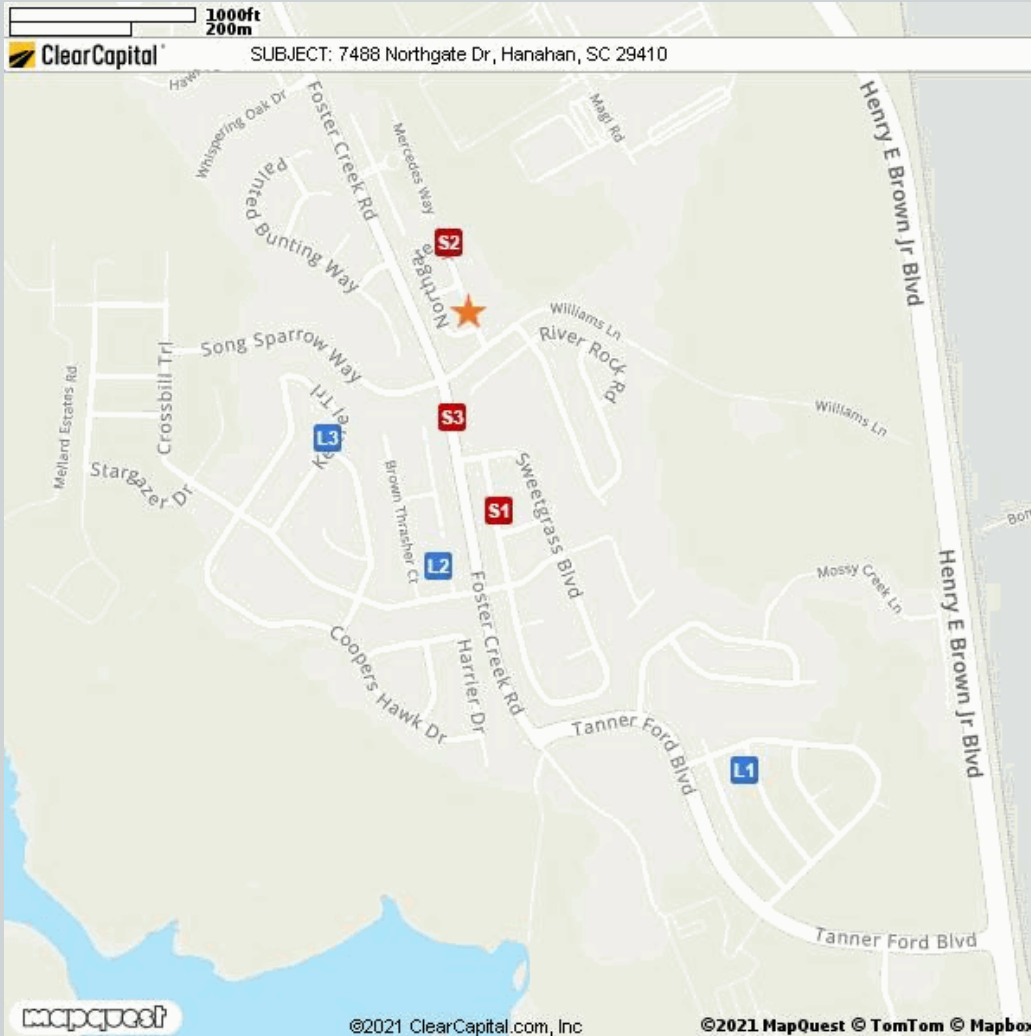 1000ft
200m
ClearCapital
SUBJECT: 7488 Northgate Dr, Hanahan, SC 29410
Whispering Oak Dr
Foster Creek Rd
Mercedes Way
Magi Rd
Henry E Brown Jr Blvd
Painted Bunting Way
S2
Williams Ln
River Rock Rd
Song Sparrow Way
Crossbill Trl
Mellard Estates Rd
Williams Ln
S3
L3
Stargazer Dr
Brown Thrasher Ct
Sweetgrass Blvd
S1
L2
Foster Creek Rd
Mossy Creek Ln
Henry E Brown Jr Blvd
Coopers Hawk Dr
Harrier Dr
Tanner Ford Blvd
L1
Tanner Ford Blvd
mapquest
©2021 ClearCapital.com, Inc
©2021 MapQuest © TomTom © Mapbox